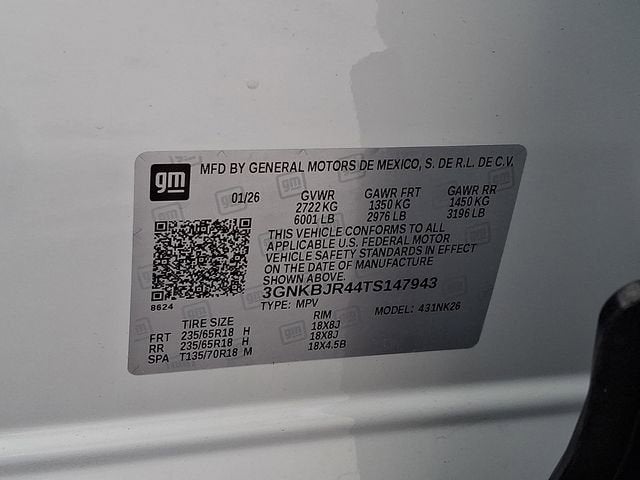 gm MFD BY GENERAL MOTORS DE MEXICO, S. DE R.L. DE C.V.
01/26 GVWR GAWR FRT GAWR RR
2722 KG 1350 KG 1450 KG
6001 LB 2976 LB 3196 LB
THIS VEHICLE CONFORMS TO ALL
APPLICABLE U.S. FEDERAL MOTOR
VEHICLE SAFETY STANDARDS IN EFFECT
ON THE DATE OF MANUFACTURE
SHOWN ABOVE.
3GNKBJR44TS147943
8624 TYPE: MPV MODEL: 431NK26
TIRE SIZE RIM
FRT 235/65R18 H 18X8J
RR 235/65R18 H 18X8J
SPA T135/70R18 M 18X4.5B